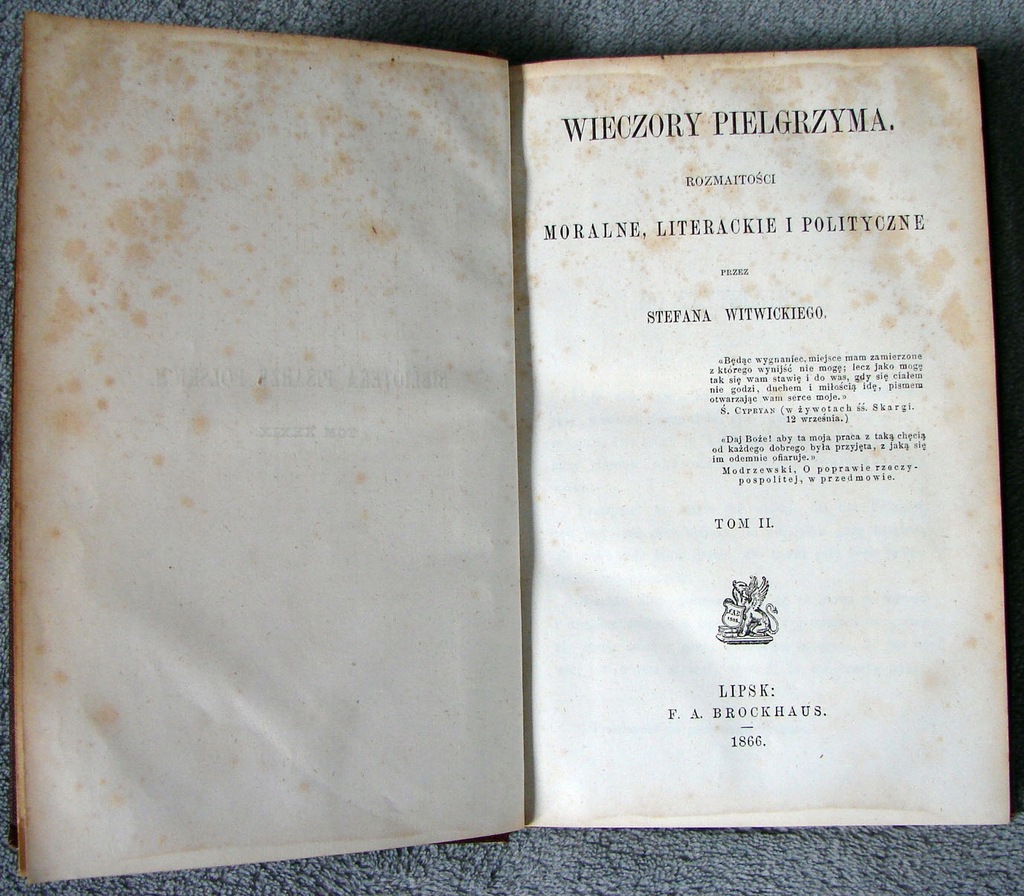 WIECZORY PIELGRZYMA.
ROZMAITOŚCI
MORALNE, LITERACKIE I POLITYCZNE
PRZEZ
STEFANA WITWICKIEGO.
«Będąc wygnaniec, miejsce mam zamierzone
z którego wynijść nie mogę; lecz jako mogę
tak się wam stawię i do was, gdy się ciałem
nie godzi, duchem i miłością idę, pismem
otwarzając wam serce moje.»
Ś. CYPRYAN (w żywotach śś. Skargi.
12 września.)
«Daj Boże! aby ta moja praca z taką chęcią
od każdego dobrego była przyjęta, z jaką się
im odemnie ofiaruje.»
Modrzewski, O poprawie rzeczy-
pospolitej, w przedmowie.
TOM II.
LIPSK:
F. A. BROCKHAUS.
1866.